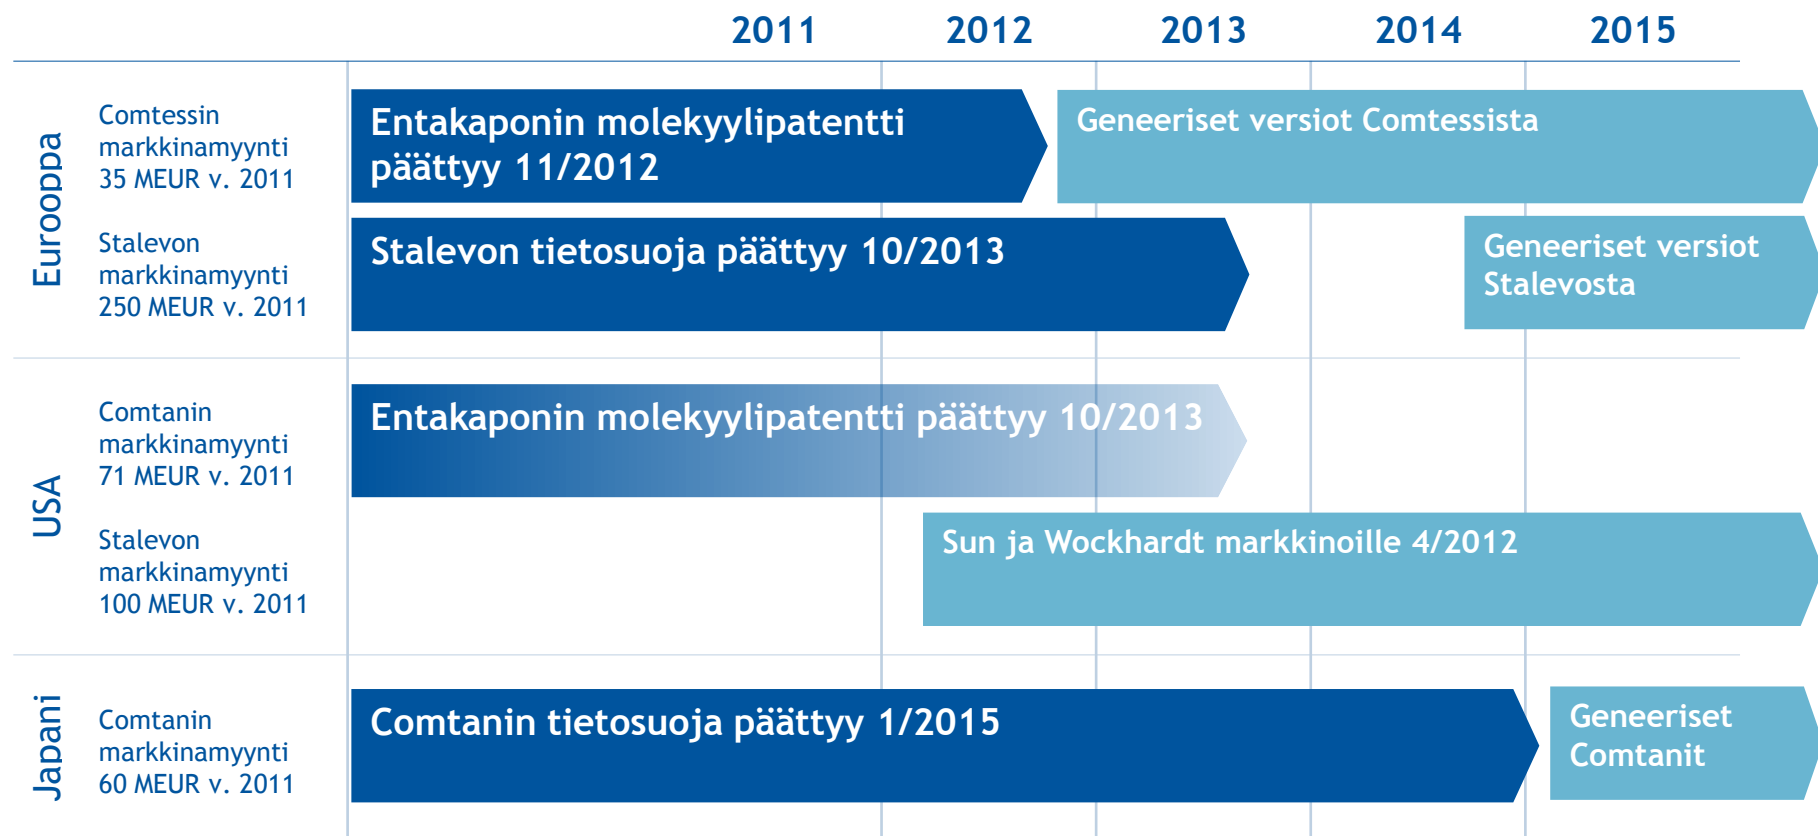 2011 2012 2013 2014 2015
Eurooppa
Comtessin
markkinamyynti
35 MEUR v. 2011
Entakaponin molekyylipatentti
päättyy 11/2012
Geneeriset versiot Comtessista
Stalevon
markkinamyynti
250 MEUR v. 2011
Stalevon tietosuoja päättyy 10/2013
Geneeriset versiot
Stalevosta
USA
Comtanin
markkinamyynti
71 MEUR v. 2011
Entakaponin molekyylipatentti päättyy 10/2013
Stalevon
markkinamyynti
100 MEUR v. 2011
Sun ja Wockhardt markkinoille 4/2012
Japani
Comtanin
markkinamyynti
60 MEUR v. 2011
Comtanin tietosuoja päättyy 1/2015
Geneeriset
Comtanit